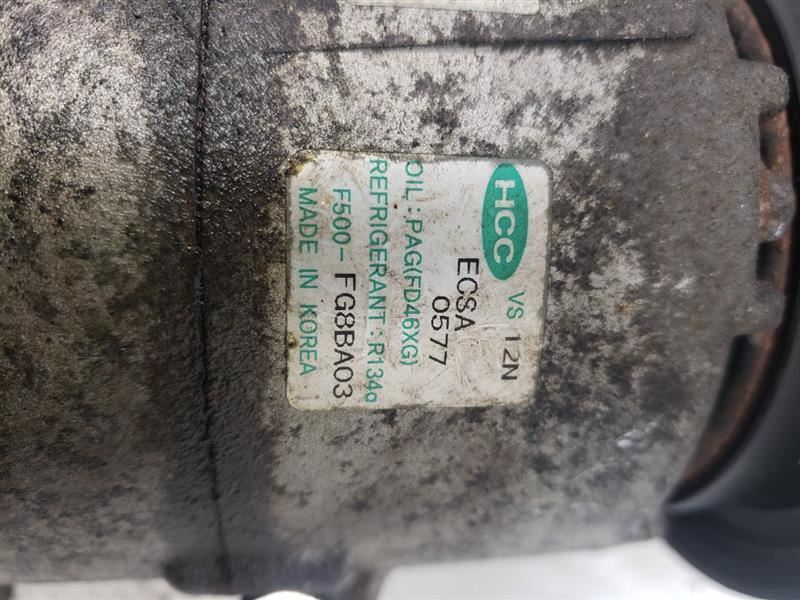 HCC VS 12N
ECSA
0577
OIL : PAG(FD46XG)
REFRIGERANT : R134a
F500- FG8BA03
MADE IN KOREA